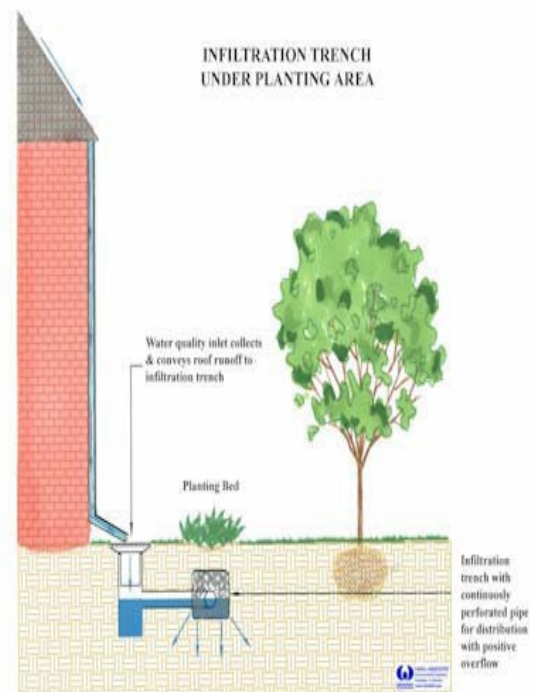 INFILTRATION TRENCH
UNDER PLANTING AREA
Water quality inlet collects
& conveys roof runoff to
infiltration trench
Planting Bed
Infiltration
trench with
continuously
perforated pipe
for distribution
with positive
overflow